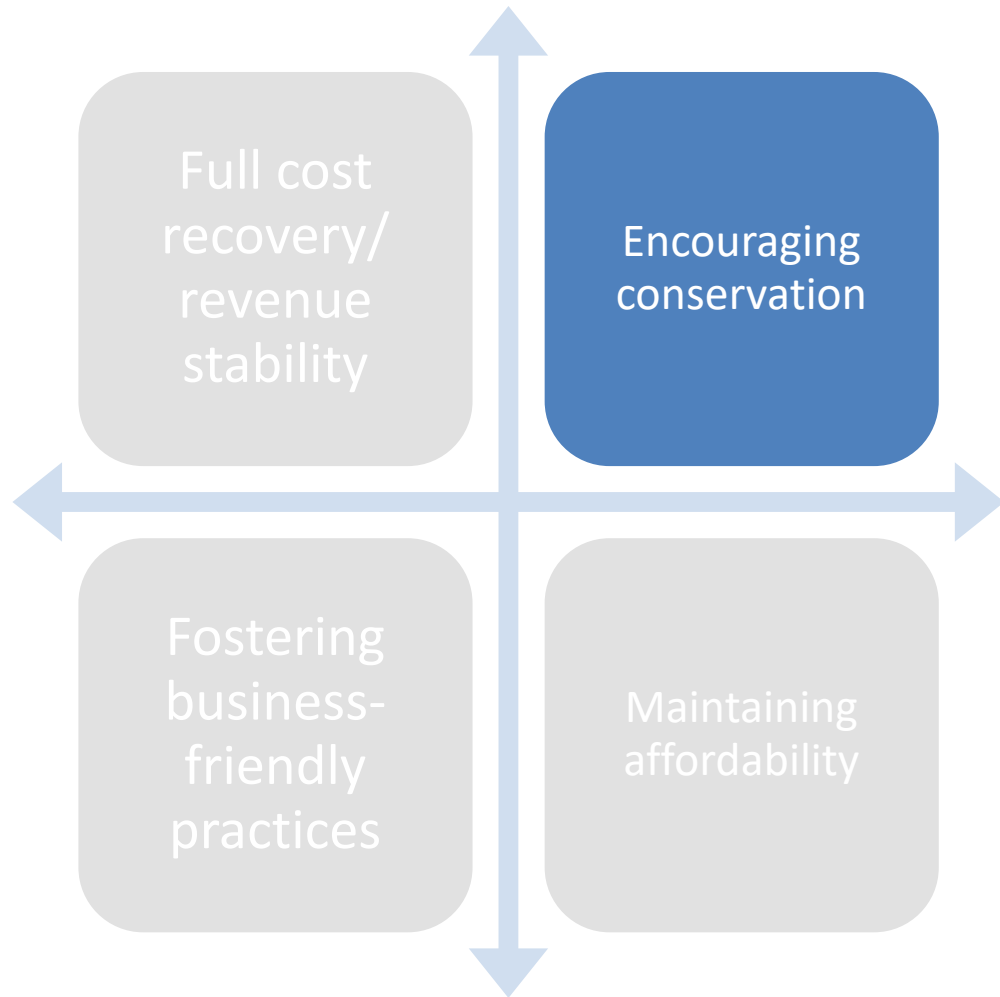 Full cost
recovery/
revenue
stability
Encouraging
conservation
Fostering
business-
friendly
practices
Maintaining
affordability